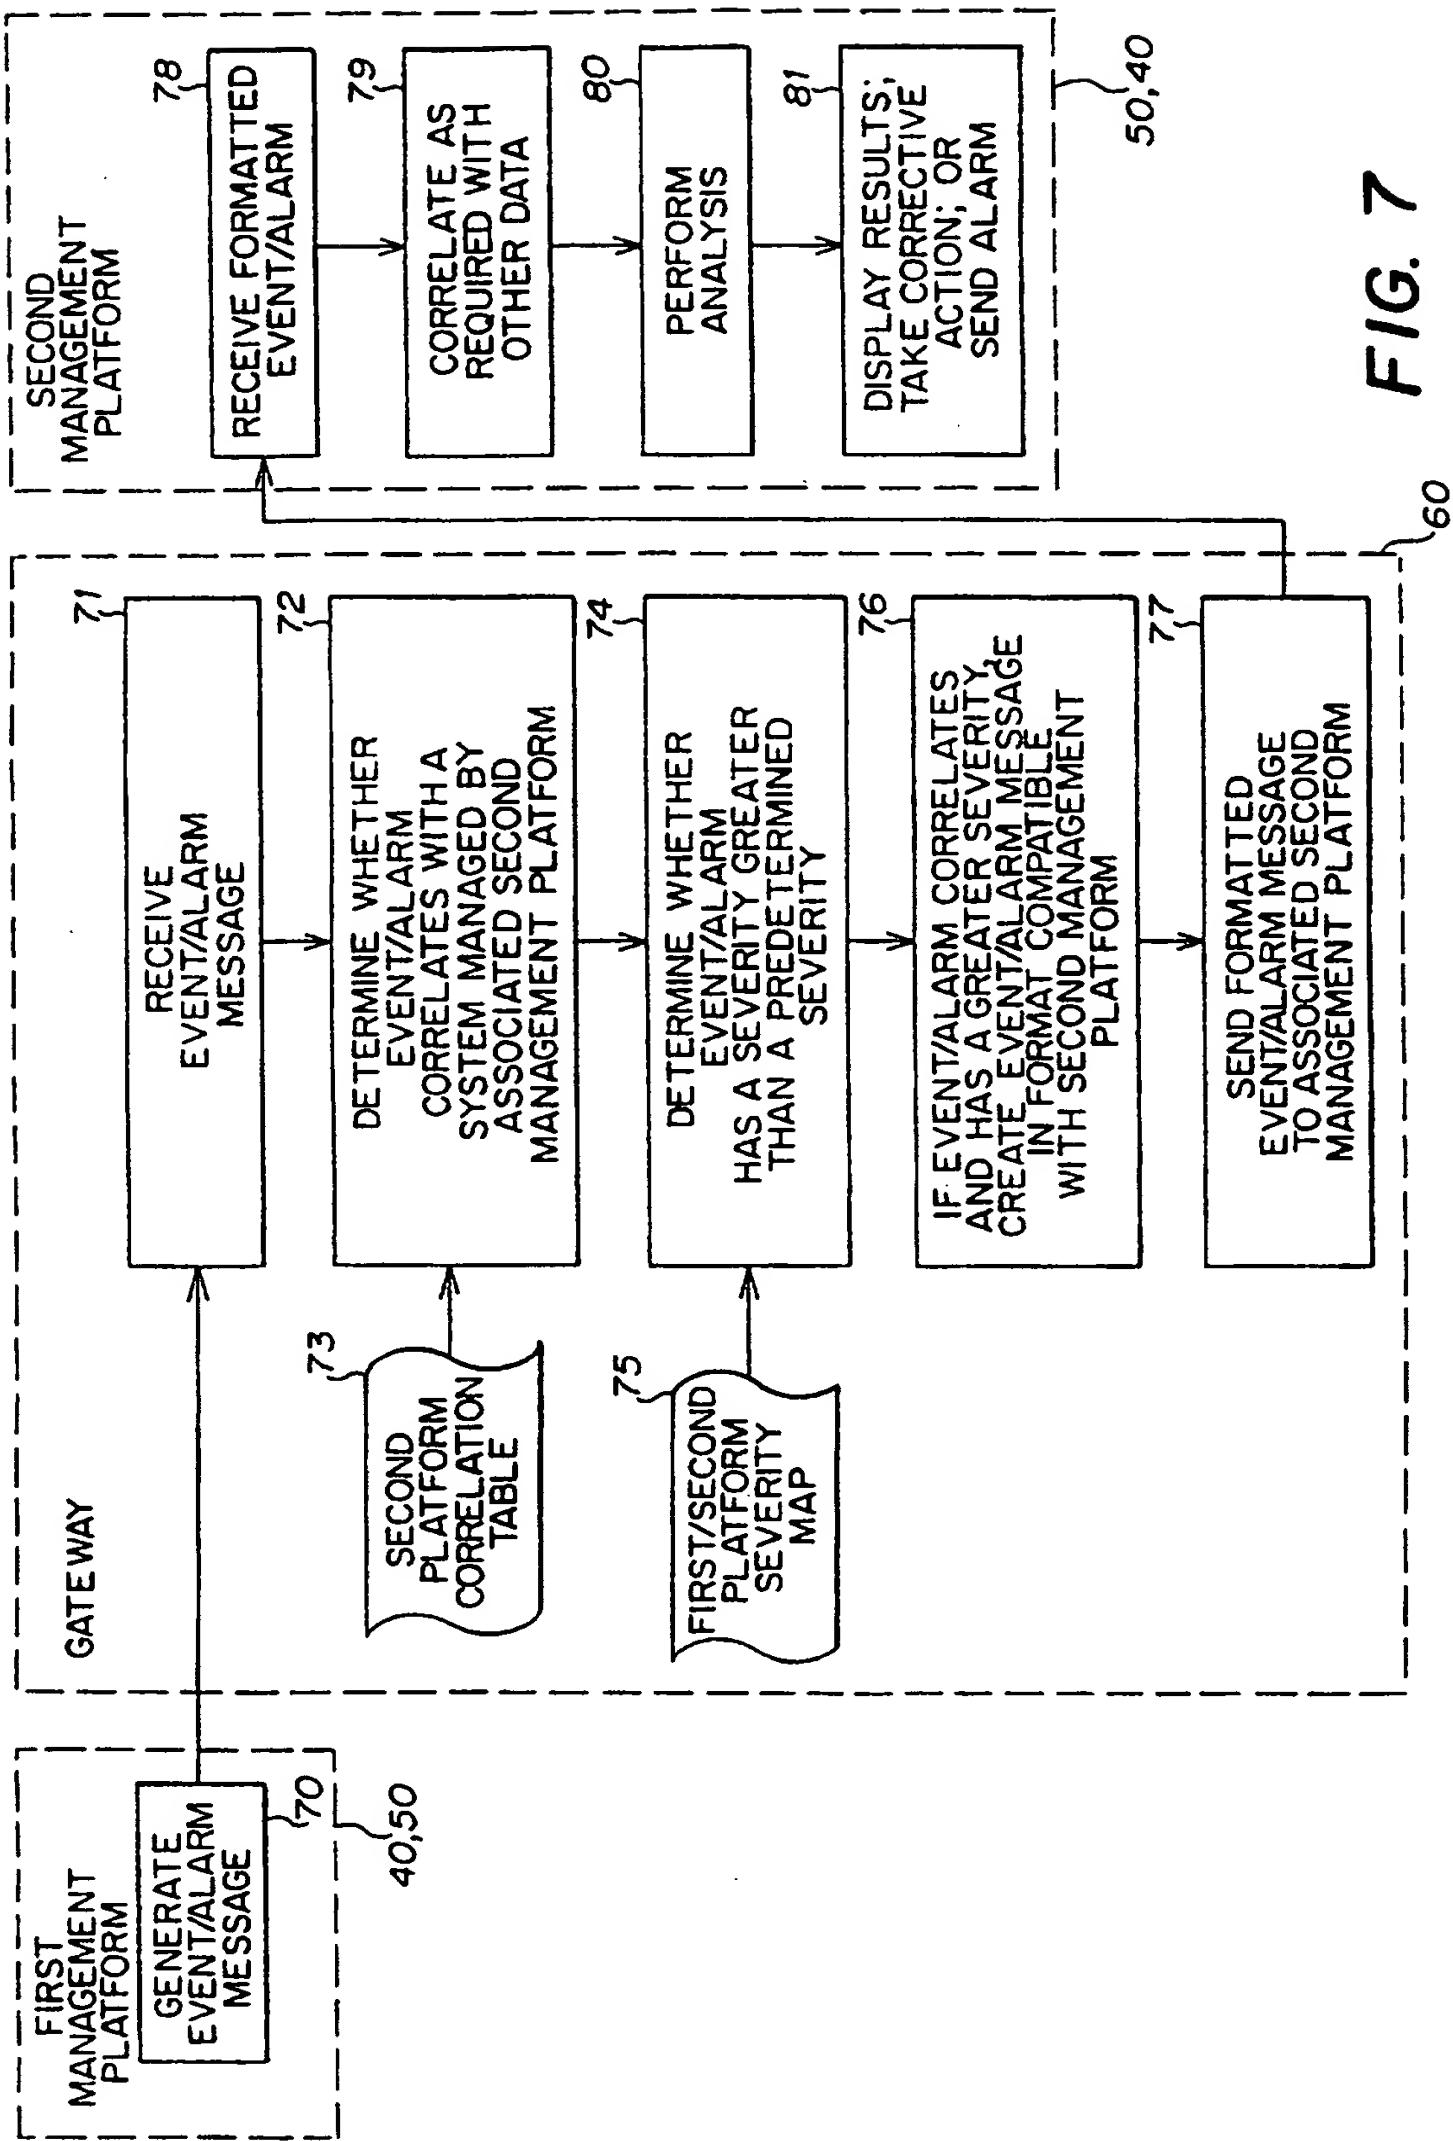 FIRST
MANAGEMENT
PLATFORM
GENERATE
EVENT/ALARM
MESSAGE
70
40,50
GATEWAY
RECEIVE
EVENT/ALARM
MESSAGE
71
SECOND
PLATFORM
CORRELATION
TABLE
73
DETERMINE WHETHER
EVENT/ALARM
CORRELATES WITH A
SYSTEM MANAGED BY
ASSOCIATED SECOND
MANAGEMENT PLATFORM
72
FIRST/SECOND
PLATFORM
SEVERITY
MAP
75
DETERMINE WHETHER
EVENT/ALARM
HAS A SEVERITY GREATER
THAN A PREDETERMINED
SEVERITY
74
IF EVENT/ALARM CORRELATES
AND HAS A GREATER SEVERITY,
CREATE EVENT/ALARM MESSAGE
IN FORMAT COMPATIBLE
WITH SECOND MANAGEMENT
PLATFORM
76
SEND FORMATTED
EVENT/ALARM MESSAGE
TO ASSOCIATED SECOND
MANAGEMENT PLATFORM
77
60
SECOND
MANAGEMENT
PLATFORM
RECEIVE FORMATTED
EVENT/ALARM
78
CORRELATE AS
REQUIRED WITH
OTHER DATA
79
PERFORM
ANALYSIS
80
DISPLAY RESULTS;
TAKE CORRECTIVE
ACTION; OR
SEND ALARM
81
50,40
FIG. 7